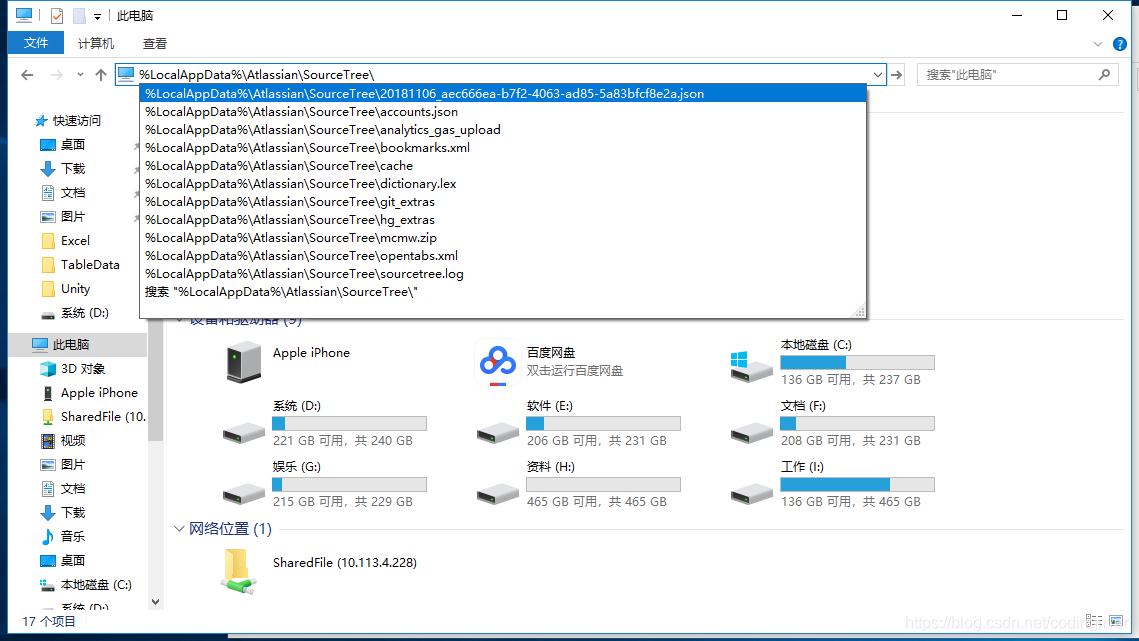 此电脑
文件 计算机 查看
%LocalAppData%\Atlassian\SourceTree\
搜索"此电脑"
%LocalAppData%\Atlassian\SourceTree\20181106_aec666ea-b7f2-4063-ad85-5a83bfcf8e2a.json
%LocalAppData%\Atlassian\SourceTree\accounts.json
%LocalAppData%\Atlassian\SourceTree\analytics_gas_upload
%LocalAppData%\Atlassian\SourceTree\bookmarks.xml
%LocalAppData%\Atlassian\SourceTree\cache
%LocalAppData%\Atlassian\SourceTree\dictionary.lex
%LocalAppData%\Atlassian\SourceTree\git_extras
%LocalAppData%\Atlassian\SourceTree\hg_extras
%LocalAppData%\Atlassian\SourceTree\mcmw.zip
%LocalAppData%\Atlassian\SourceTree\opentabs.xml
%LocalAppData%\Atlassian\SourceTree\sourcetree.log
搜索 "%LocalAppData%\Atlassian\SourceTree\"
快速访问
桌面
下载
文档
图片
Excel
TableData
Unity
系统 (D:)
此电脑
3D 对象
Apple iPhone
SharedFile (10.
视频
图片
文档
下载
音乐
桌面
本地磁盘 (C:)
系统 (D:)
设备和驱动器 (9)
Apple iPhone
百度网盘
双击运行百度网盘
本地磁盘 (C:)
136 GB 可用，共 237 GB
系统 (D:)
221 GB 可用，共 240 GB
软件 (E:)
206 GB 可用，共 231 GB
文档 (F:)
208 GB 可用，共 231 GB
娱乐 (G:)
215 GB 可用，共 229 GB
资料 (H:)
465 GB 可用，共 465 GB
工作 (I:)
136 GB 可用，共 465 GB
网络位置 (1)
SharedFile (10.113.4.228)
17 个项目